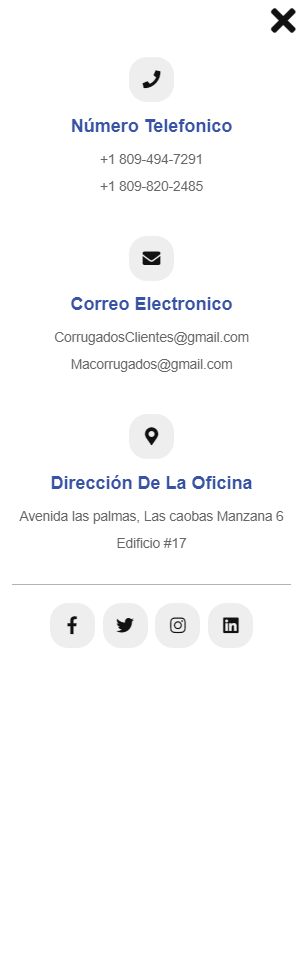 Número Telefonico
+1 809-494-7291
+1 809-820-2485
Correo Electronico
CorrugadosClientes@gmail.com
Macorrugados@gmail.com
Dirección De La Oficina
Avenida las palmas, Las caobas Manzana 6
Edificio #17